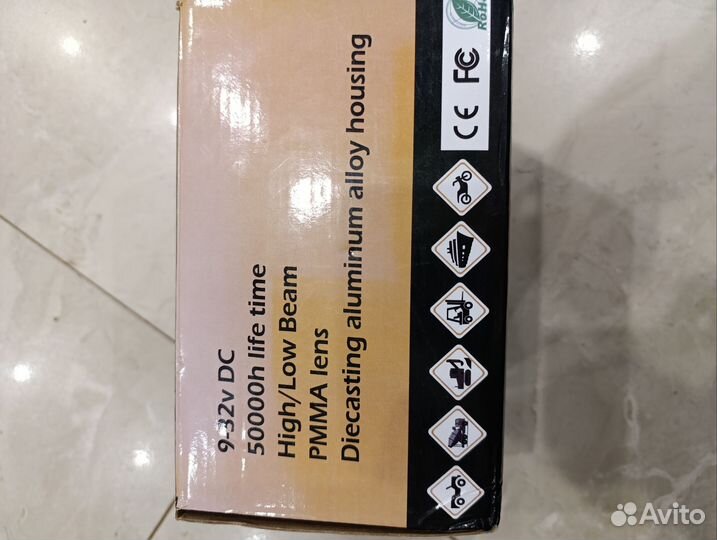 9-32v DC
50000h life time
High/Low Beam
PMMA lens
Diecasting aluminum alloy housing
CE FC
Avito